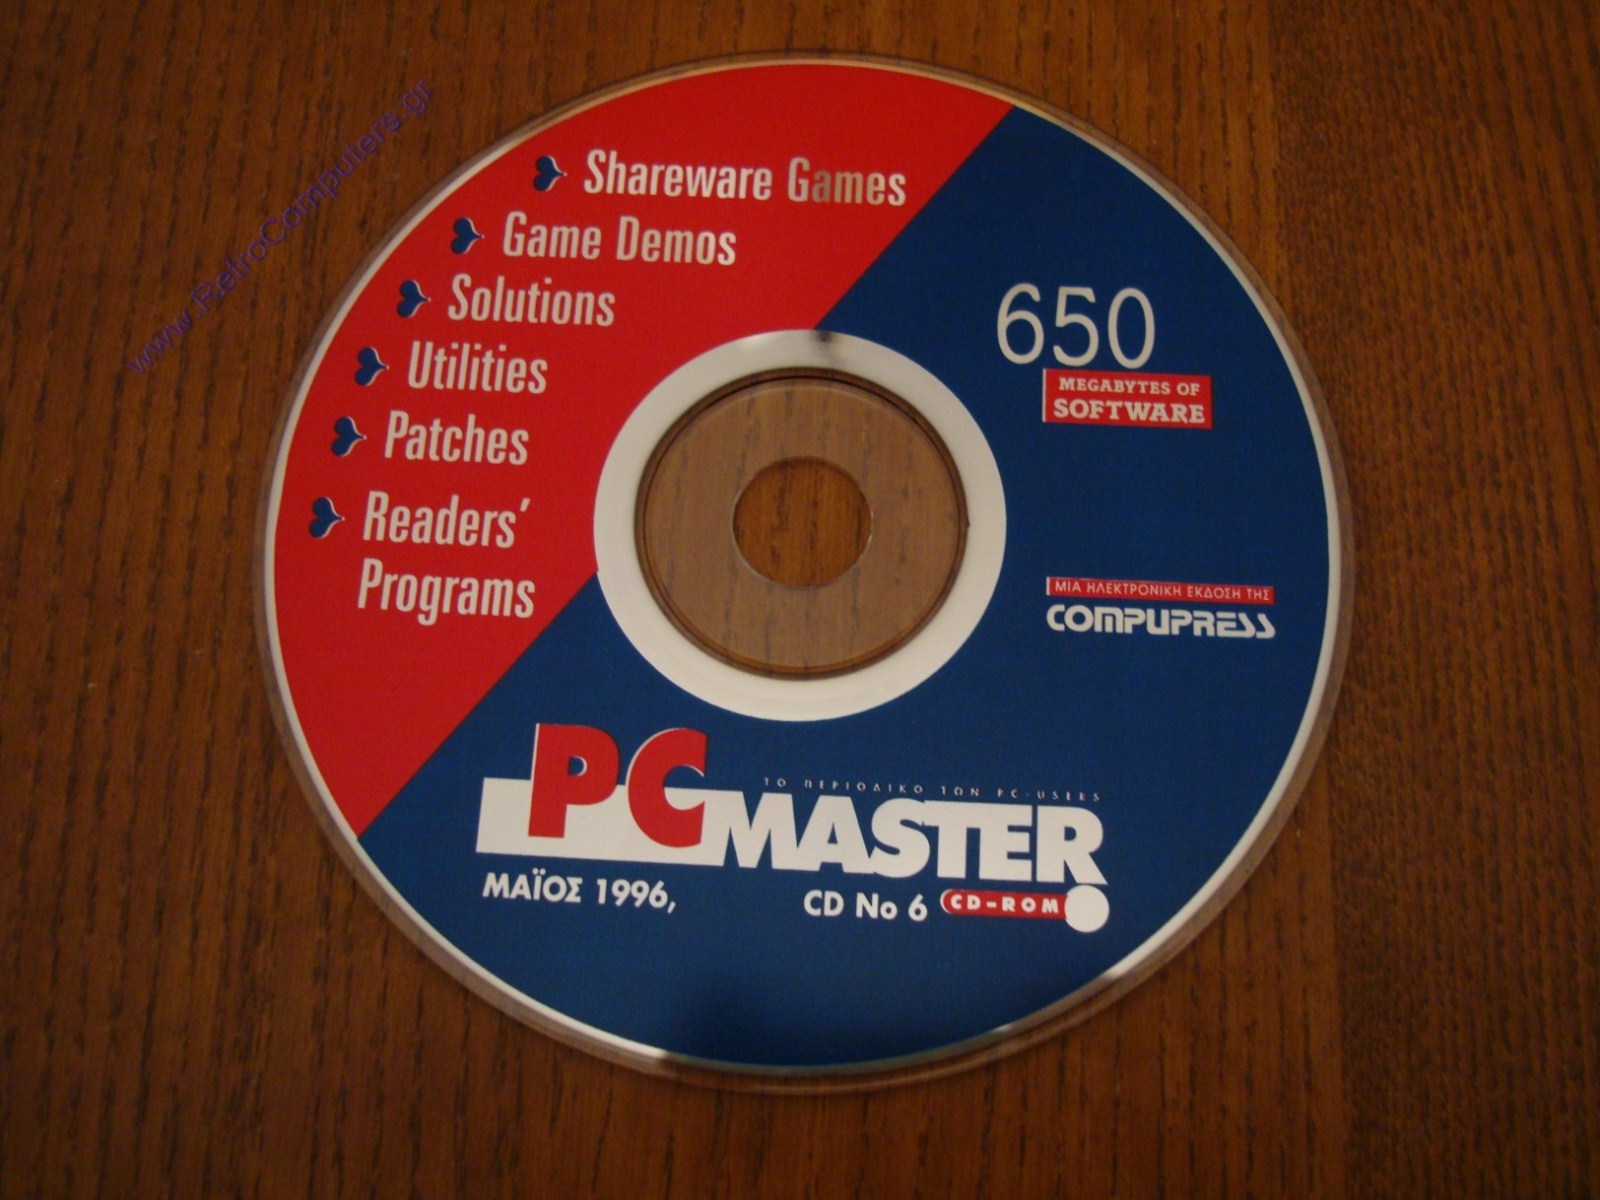 www.RetroComputers.gr
Shareware Games
Game Demos
Solutions
Utilities
Patches
Readers'
Programs
650
MEGABYTES OF
SOFTWARE
ΜΙΑ ΗΛΕΚΤΡΟΝΙΚΗ ΕΚΔΟΣΗ ΤΗΣ
COMPUPRESS
ΤΟ ΠΕΡΙΟΔΙΚΟ ΤΩΝ PC-USERS
PC MASTER
ΜΑΪΟΣ 1996, CD No 6 CD-ROM